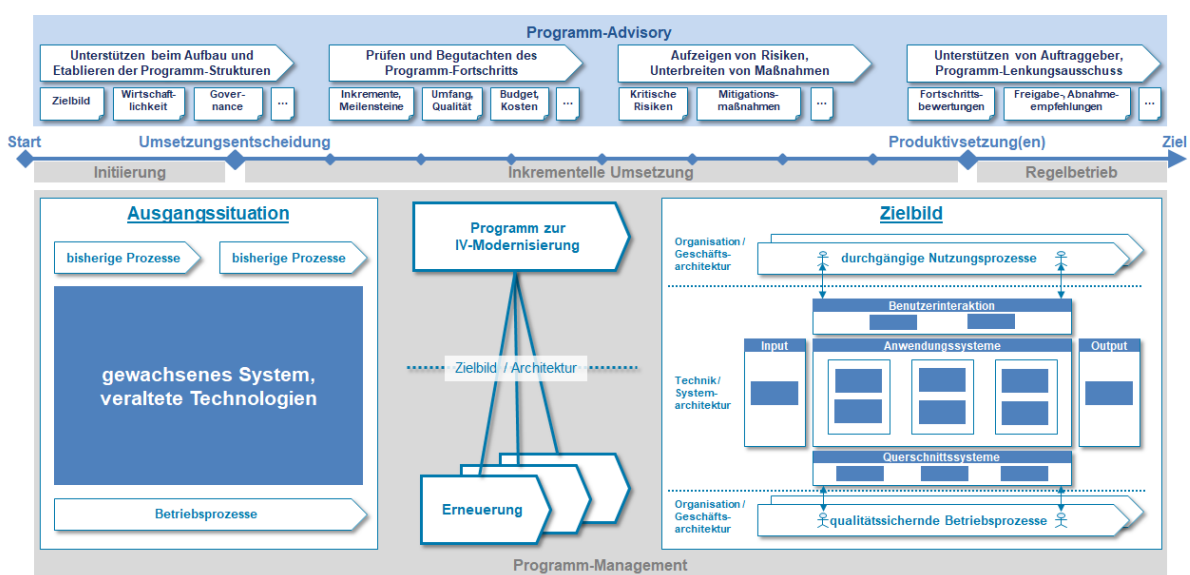 Programm-Advisory
Unterstützen beim Aufbau und
Etablieren der Programm-Strukturen
Prüfen und Begutachten des
Programm-Fortschritts
Aufzeigen von Risiken,
Unterbreiten von Maßnahmen
Unterstützen von Auftraggeber,
Programm-Lenkungsausschuss
Zielbild
Wirtschaft-
lichkeit
Gover-
nance
...
Inkremente,
Meilensteine
Umfang,
Qualität
Budget,
Kosten
...
Kritische
Risiken
Mitigations-
maßnahmen
...
Fortschritts-
bewertungen
Freigabe-, Abnahme-
empfehlungen
...
Start
Umsetzungsentscheidung
Produktivsetzung(en)
Ziel
Initiierung
Inkrementelle Umsetzung
Regelbetrieb
Ausgangssituation
bisherige Prozesse
bisherige Prozesse
gewachsenes System,
veraltete Technologien
Betriebsprozesse
Programm zur
IV-Modernisierung
Zielbild / Architektur
Erneuerung
Zielbild
Organisation /
Geschäfts-
architektur
durchgängige Nutzungsprozesse
Benutzerinteraktion
Input
Anwendungssysteme
Output
Technik /
System-
architektur
Querschnittssysteme
Organisation /
Geschäfts-
architektur
qualitätssichernde Betriebsprozesse
Programm-Management